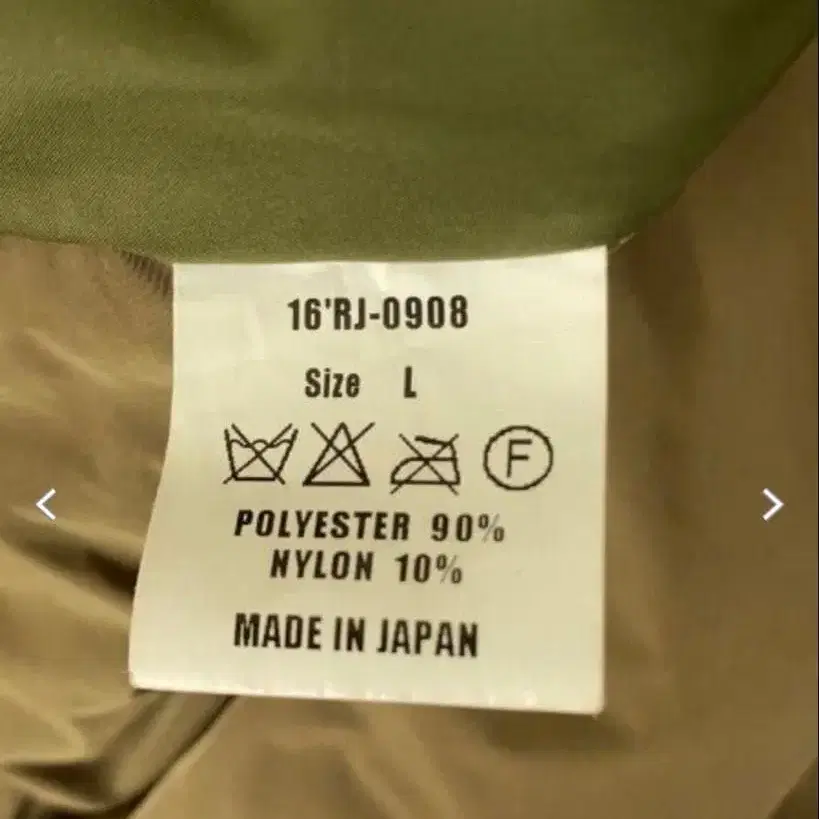 16'RJ-0908
Size L
F
POLYESTER 90%
NYLON 10%
MADE IN JAPAN